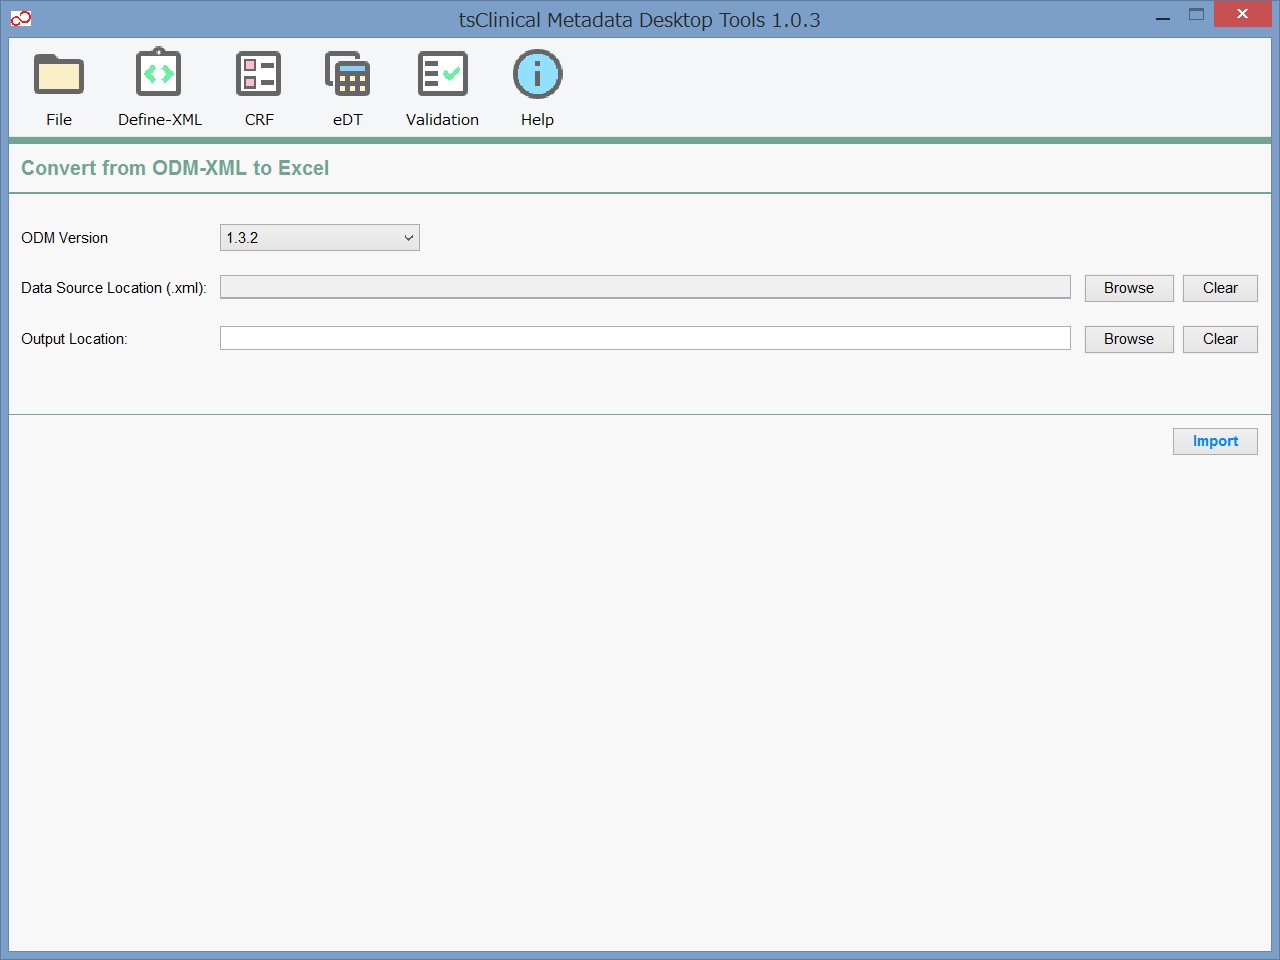 tsClinical Metadata Desktop Tools 1.0.3
File Define-XML CRF eDT Validation Help
Convert from ODM-XML to Excel
ODM Version 1.3.2
Data Source Location (.xml): Browse Clear
Output Location: Browse Clear
Import